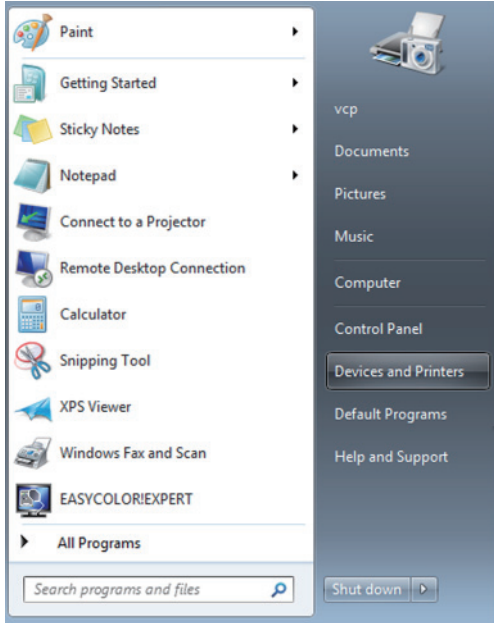 Paint
Getting Started
Sticky Notes
Notepad
Connect to a Projector
Remote Desktop Connection
Calculator
Snipping Tool
XPS Viewer
Windows Fax and Scan
EASYCOLOR!EXPERT
All Programs
Search programs and files
vcp
Documents
Pictures
Music
Computer
Control Panel
Devices and Printers
Default Programs
Help and Support
Shut down